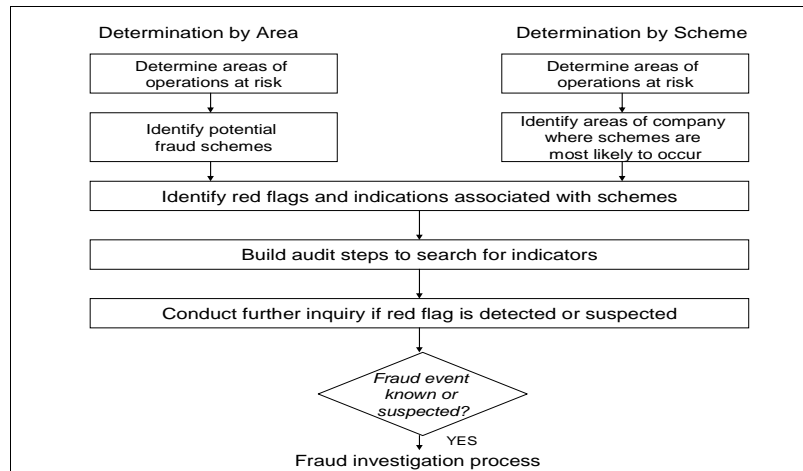 Determination by Area
Determination by Scheme
Determine areas of
operations at risk
Determine areas of
operations at risk
Identify potential
fraud schemes
Identify areas of company
where schemes are
most likely to occur
Identify red flags and indications associated with schemes
Build audit steps to search for indicators
Conduct further inquiry if red flag is detected or suspected
Fraud event
known or
suspected?
YES
Fraud investigation process